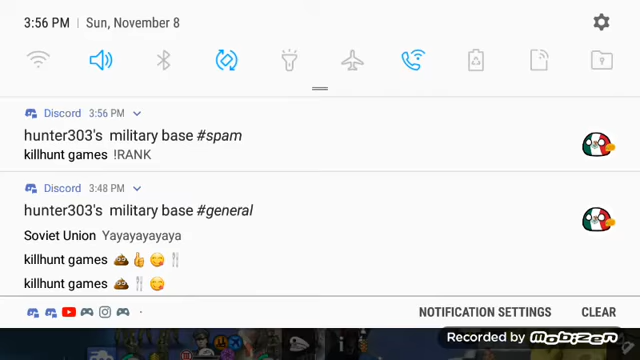 3:56 PM | Sun, November 8
Discord 3:56 PM
hunter303's military base #spam
killhunt games !RANK
Discord 3:48 PM
hunter303's military base #general
Soviet Union Yayayayayaya
killhunt games 💩👍😋🍴
killhunt games 💩🍴😋
NOTIFICATION SETTINGS CLEAR
Recorded by Mobizen